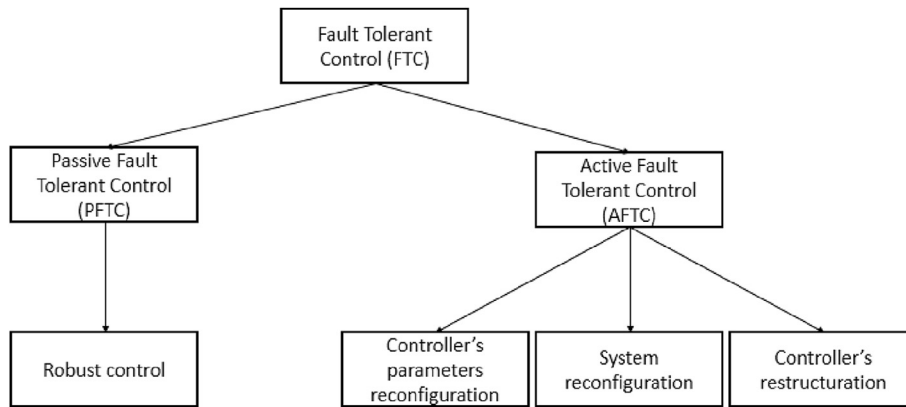 Fault Tolerant
Control (FTC)
Passive Fault
Tolerant Control
(PFTC)
Active Fault
Tolerant Control
(AFTC)
Robust control
Controller's
parameters
reconfiguration
System
reconfiguration
Controller's
restructuration